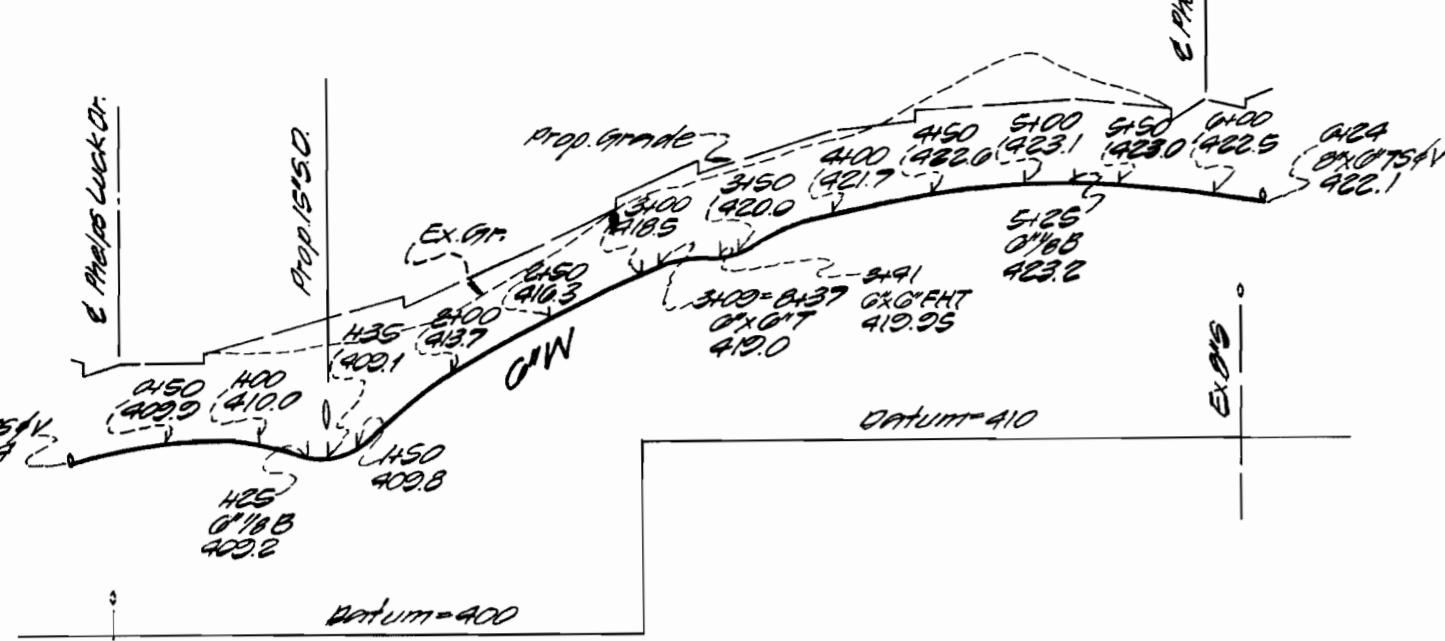 ℄ Phelps Luck Dr.
Prop. 15" S.D.
Prop. Grade
Ex. Gr.
0+50
409.9
1+00
410.0
1+25
6" 1/8 B
409.2
1+35
409.1
1+50
409.8
2+00
413.7
2+50
416.3
6" W
3+00
418.5
3+09 = 8+37
6" x 6" T
419.0
3+41
6"x6" FHT
419.95
3+50
420.0
4+00
421.7
4+50
422.6
5+00
423.1
5+25
6" 1/8 B
423.2
5+50
423.0
6+00
422.5
6+24
8"x6" TS&V
422.1
℄
Ex. 8" S
Datum = 410
Datum = 400